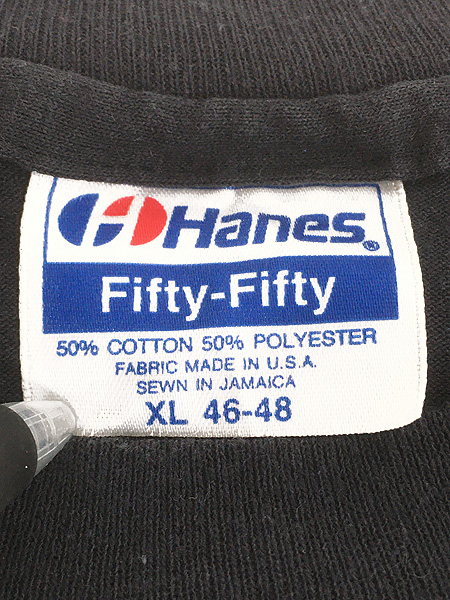 Hanes®
Fifty-Fifty
50% COTTON 50% POLYESTER
FABRIC MADE IN U.S.A.
SEWN IN JAMAICA
XL 46-48